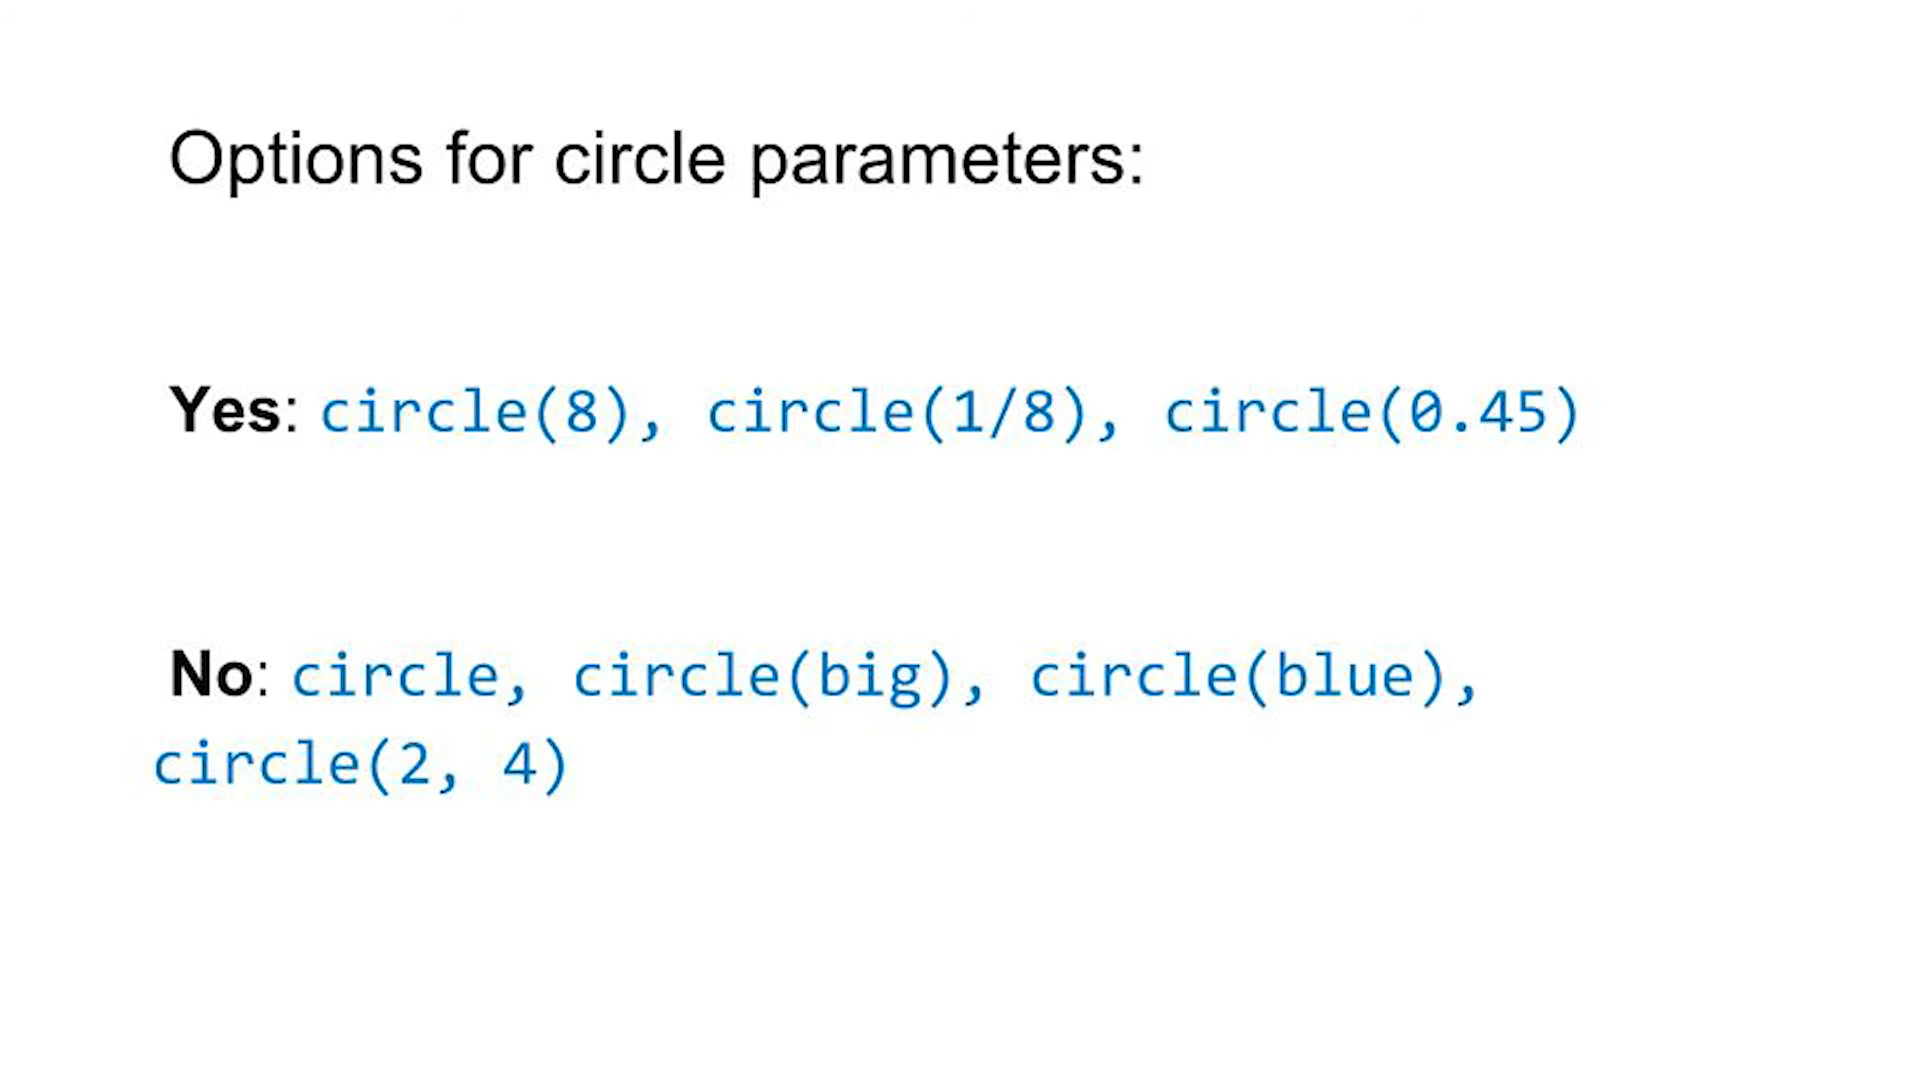 Options for circle parameters:
Yes: circle(8), circle(1/8), circle(0.45)
No: circle, circle(big), circle(blue),
circle(2, 4)